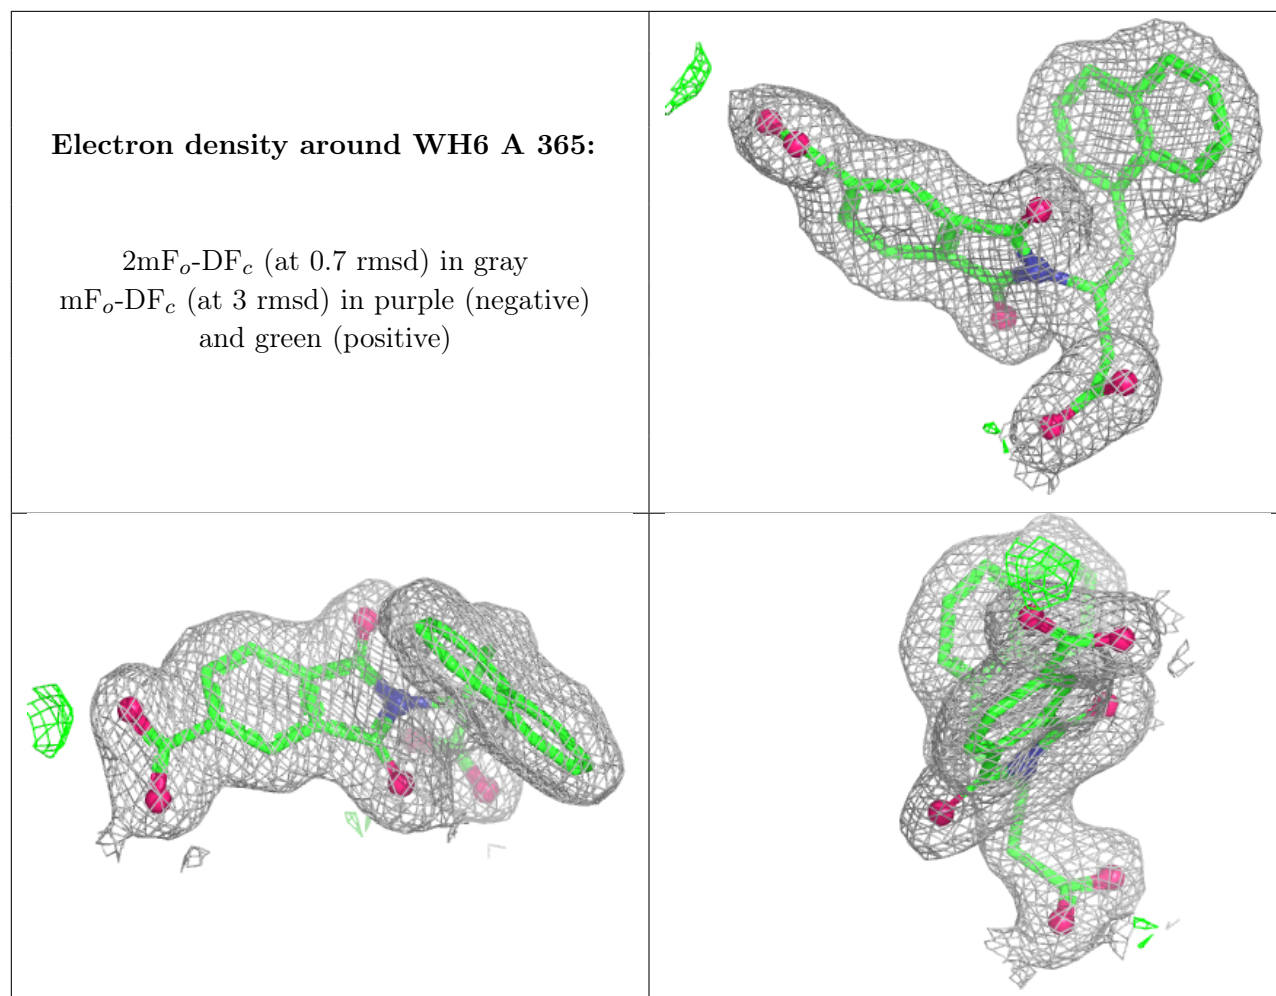 Electron density around WH6 A 365:
2mFo-DFc (at 0.7 rmsd) in gray
mFo-DFc (at 3 rmsd) in purple (negative)
and green (positive)